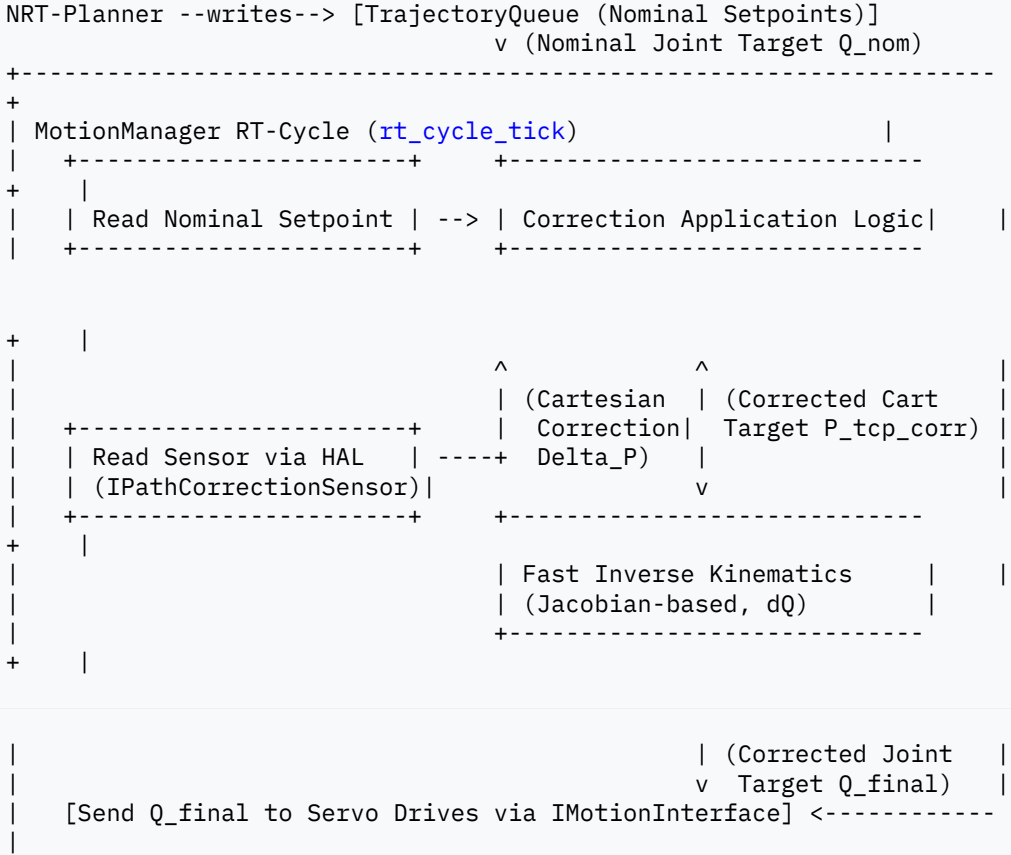 NRT-Planner --writes--> [TrajectoryQueue (Nominal Setpoints)]
                                  v (Nominal Joint Target Q_nom)
+-------------------------------------------------------------------
+
| MotionManager RT-Cycle (rt_cycle_tick)                     |
|   +-----------------------+     +-----------------------------
+    |
|   | Read Nominal Setpoint | --> | Correction Application Logic|    |
|   +-----------------------+     +-----------------------------
+    |
|                                 ^             ^                    |
|                                 | (Cartesian  | (Corrected Cart    |
|   +-----------------------+     |  Correction|  Target P_tcp_corr) |
|   | Read Sensor via HAL   | ----+  Delta_P)   |                    |
|   | (IPathCorrectionSensor)|                  v                    |
|   +-----------------------+     +-----------------------------
+    |
|                                 | Fast Inverse Kinematics     |    |
|                                 | (Jacobian-based, dQ)        |
|                                 +-----------------------------
+    |
|                                               | (Corrected Joint   |
|                                               v  Target Q_final)   |
|   [Send Q_final to Servo Drives via IMotionInterface] <------------
|